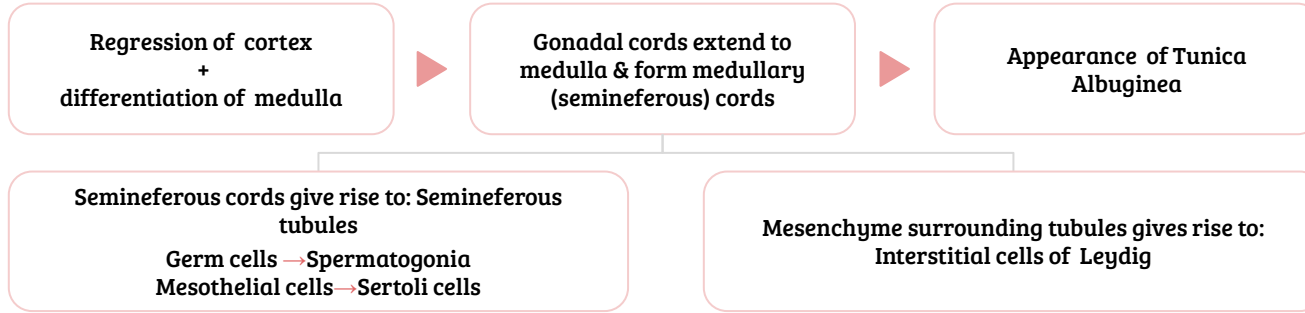 Regression of cortex
+
differentiation of medulla
Gonadal cords extend to
medulla & form medullary
(semineferous) cords
Appearance of Tunica
Albuginea
Semineferous cords give rise to: Semineferous
tubules
Germ cells →Spermatogonia
Mesothelial cells→Sertoli cells
Mesenchyme surrounding tubules gives rise to:
Interstitial cells of Leydig